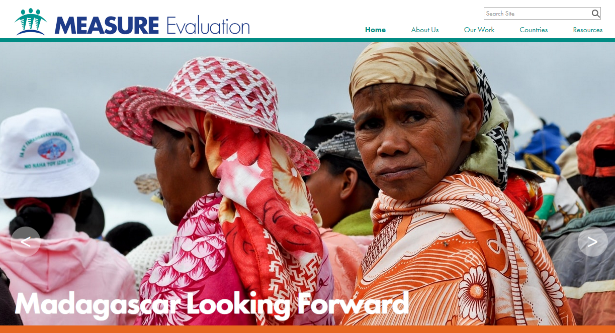 MEASURE Evaluation
Search Site
Home About Us Our Work Countries Resources
< >
Madagascar Looking Forward